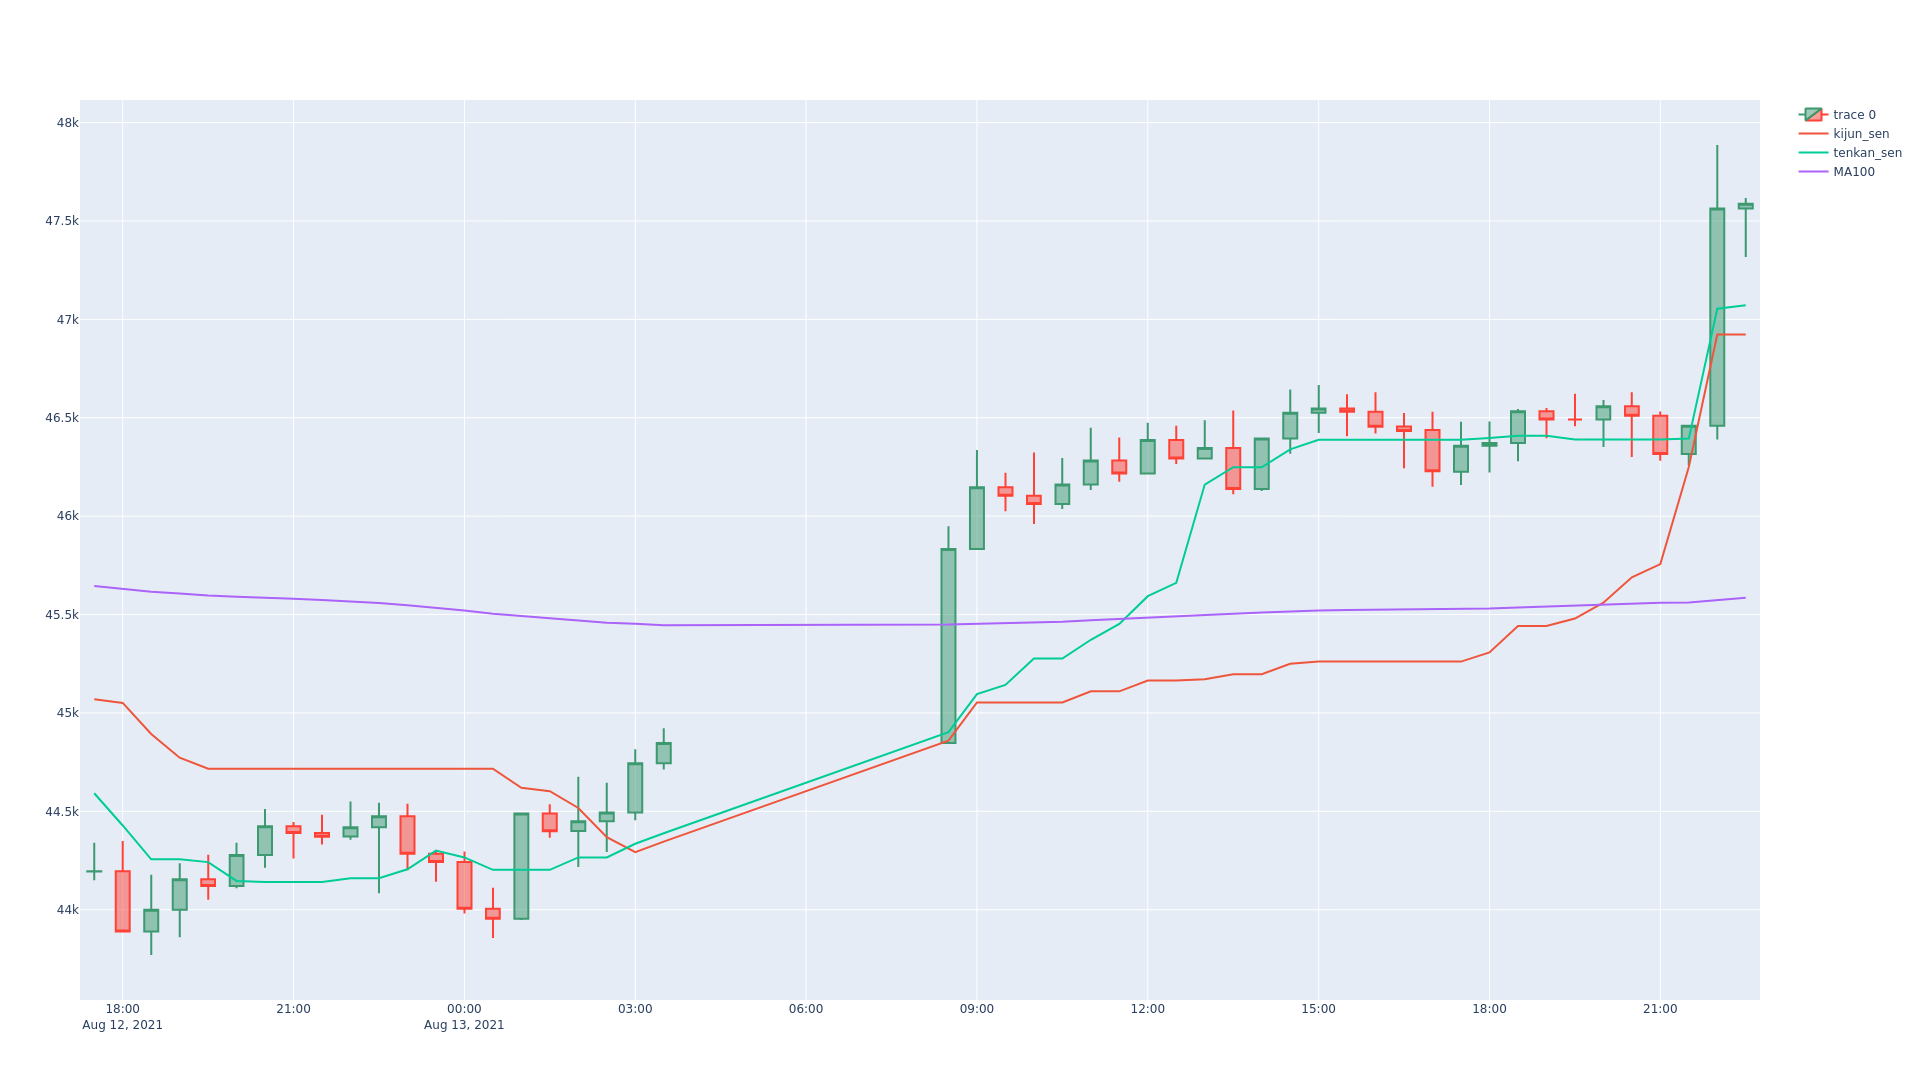 48k
47.5k
47k
46.5k
46k
45.5k
45k
44.5k
44k
18:00
Aug 12, 2021
21:00
00:00
Aug 13, 2021
03:00
06:00
09:00
12:00
15:00
18:00
21:00
trace 0
kijun_sen
tenkan_sen
MA100